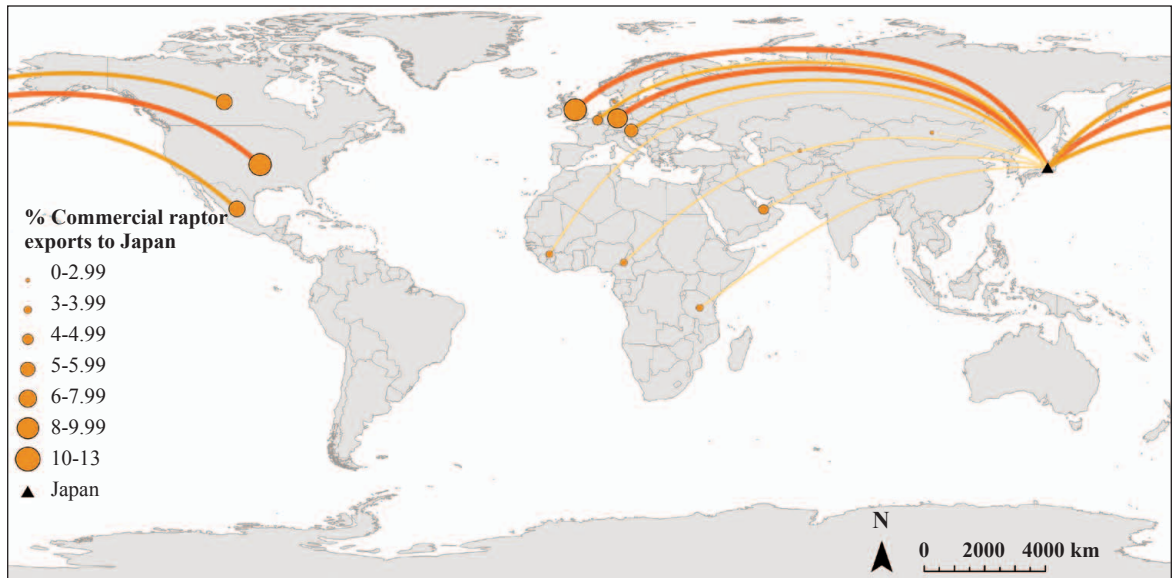 % Commercial raptor
exports to Japan
0-2.99
3-3.99
4-4.99
5-5.99
6-7.99
8-9.99
10-13
Japan
N
0 2000 4000 km